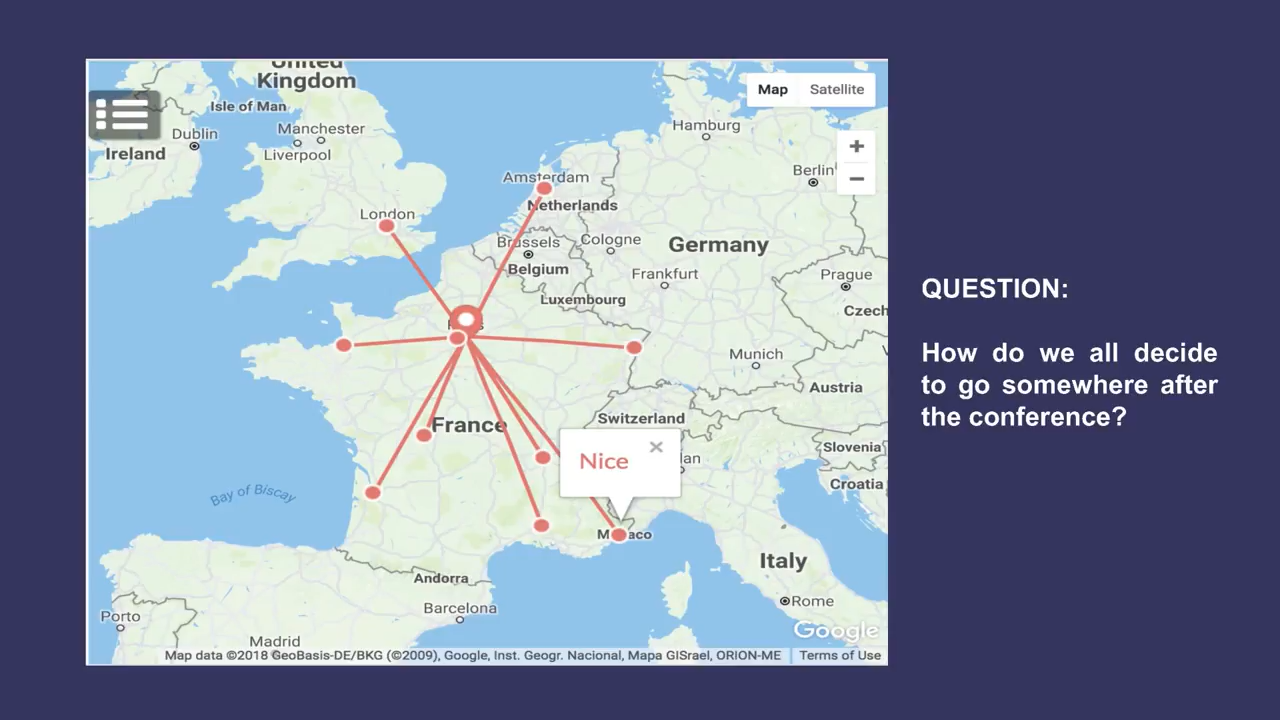 United
Kingdom
Isle of Man
Dublin
Ireland
Manchester
Liverpool
London
Amsterdam
Netherlands
Brussels
Belgium
Cologne
Luxembourg
Hamburg
Berlin
Germany
Frankfurt
Prague
Czech
Munich
Austria
Switzerland
Slovenia
Croatia
France
Nice
Bay of Biscay
Italy
Rome
Andorra
Barcelona
Madrid
Porto
Map Satellite
Google
Map data ©2018 GeoBasis-DE/BKG (©2009), Google, Inst. Geogr. Nacional, Mapa GISrael, ORION-ME Terms of Use
QUESTION:
How do we all decide
to go somewhere after
the conference?